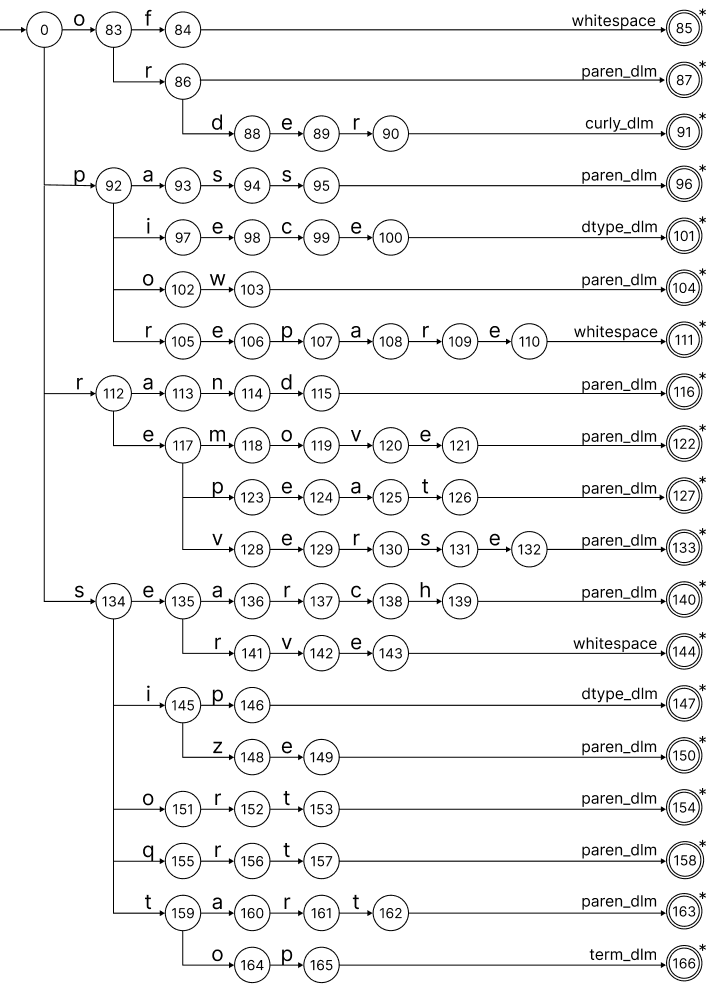 0 o 83 f 84 whitespace 85 *
r 86 paren_dlm 87 *
d 88 e 89 r 90 curly_dlm 91 *
p 92 a 93 s 94 s 95 paren_dlm 96 *
i 97 e 98 c 99 e 100 dtype_dlm 101 *
o 102 w 103 paren_dlm 104 *
r 105 e 106 p 107 a 108 r 109 e 110 whitespace 111 *
r 112 a 113 n 114 d 115 paren_dlm 116 *
e 117 m 118 o 119 v 120 e 121 paren_dlm 122 *
p 123 e 124 a 125 t 126 paren_dlm 127 *
v 128 e 129 r 130 s 131 e 132 paren_dlm 133 *
s 134 e 135 a 136 r 137 c 138 h 139 paren_dlm 140 *
r 141 v 142 e 143 whitespace 144 *
i 145 p 146 dtype_dlm 147 *
z 148 e 149 paren_dlm 150 *
o 151 r 152 t 153 paren_dlm 154 *
q 155 r 156 t 157 paren_dlm 158 *
t 159 a 160 r 161 t 162 paren_dlm 163 *
o 164 p 165 term_dlm 166 *